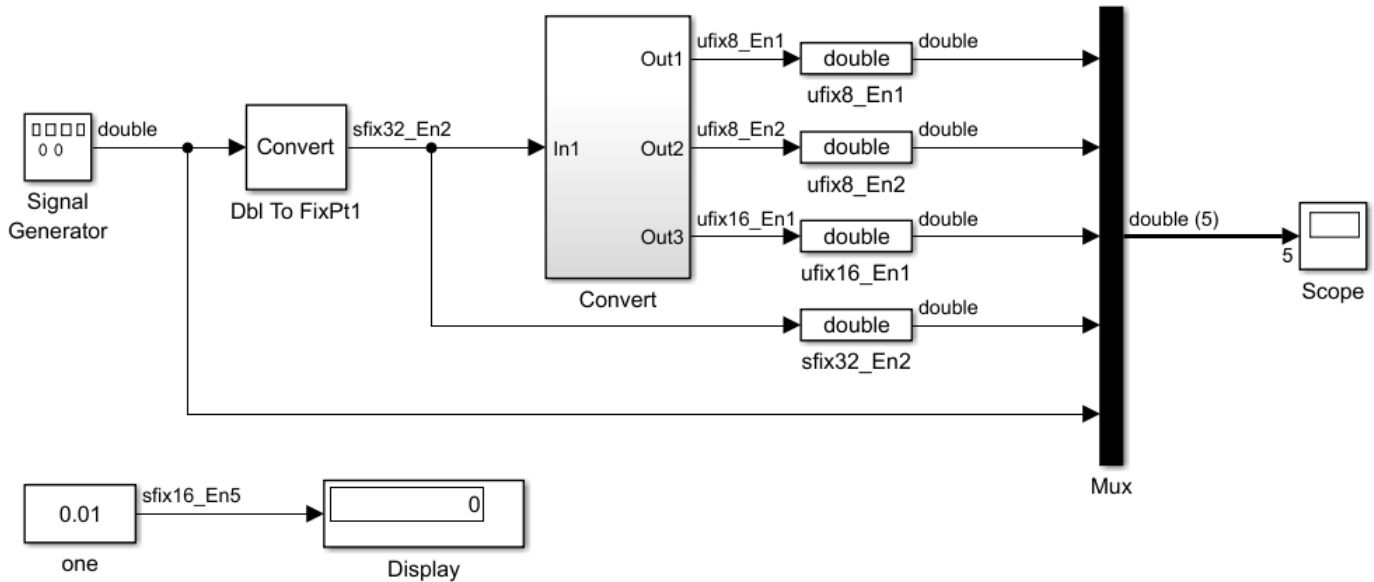 double
Signal
Generator
Convert
Dbl To FixPt1
sfix32_En2
In1
Out1
Out2
Out3
Convert
ufix8_En1
double
ufix8_En1
double
ufix8_En2
double
ufix8_En2
double
ufix16_En1
double
ufix16_En1
double
double
sfix32_En2
double
Mux
double (5)
5
Scope
0.01
one
sfix16_En5
0
Display